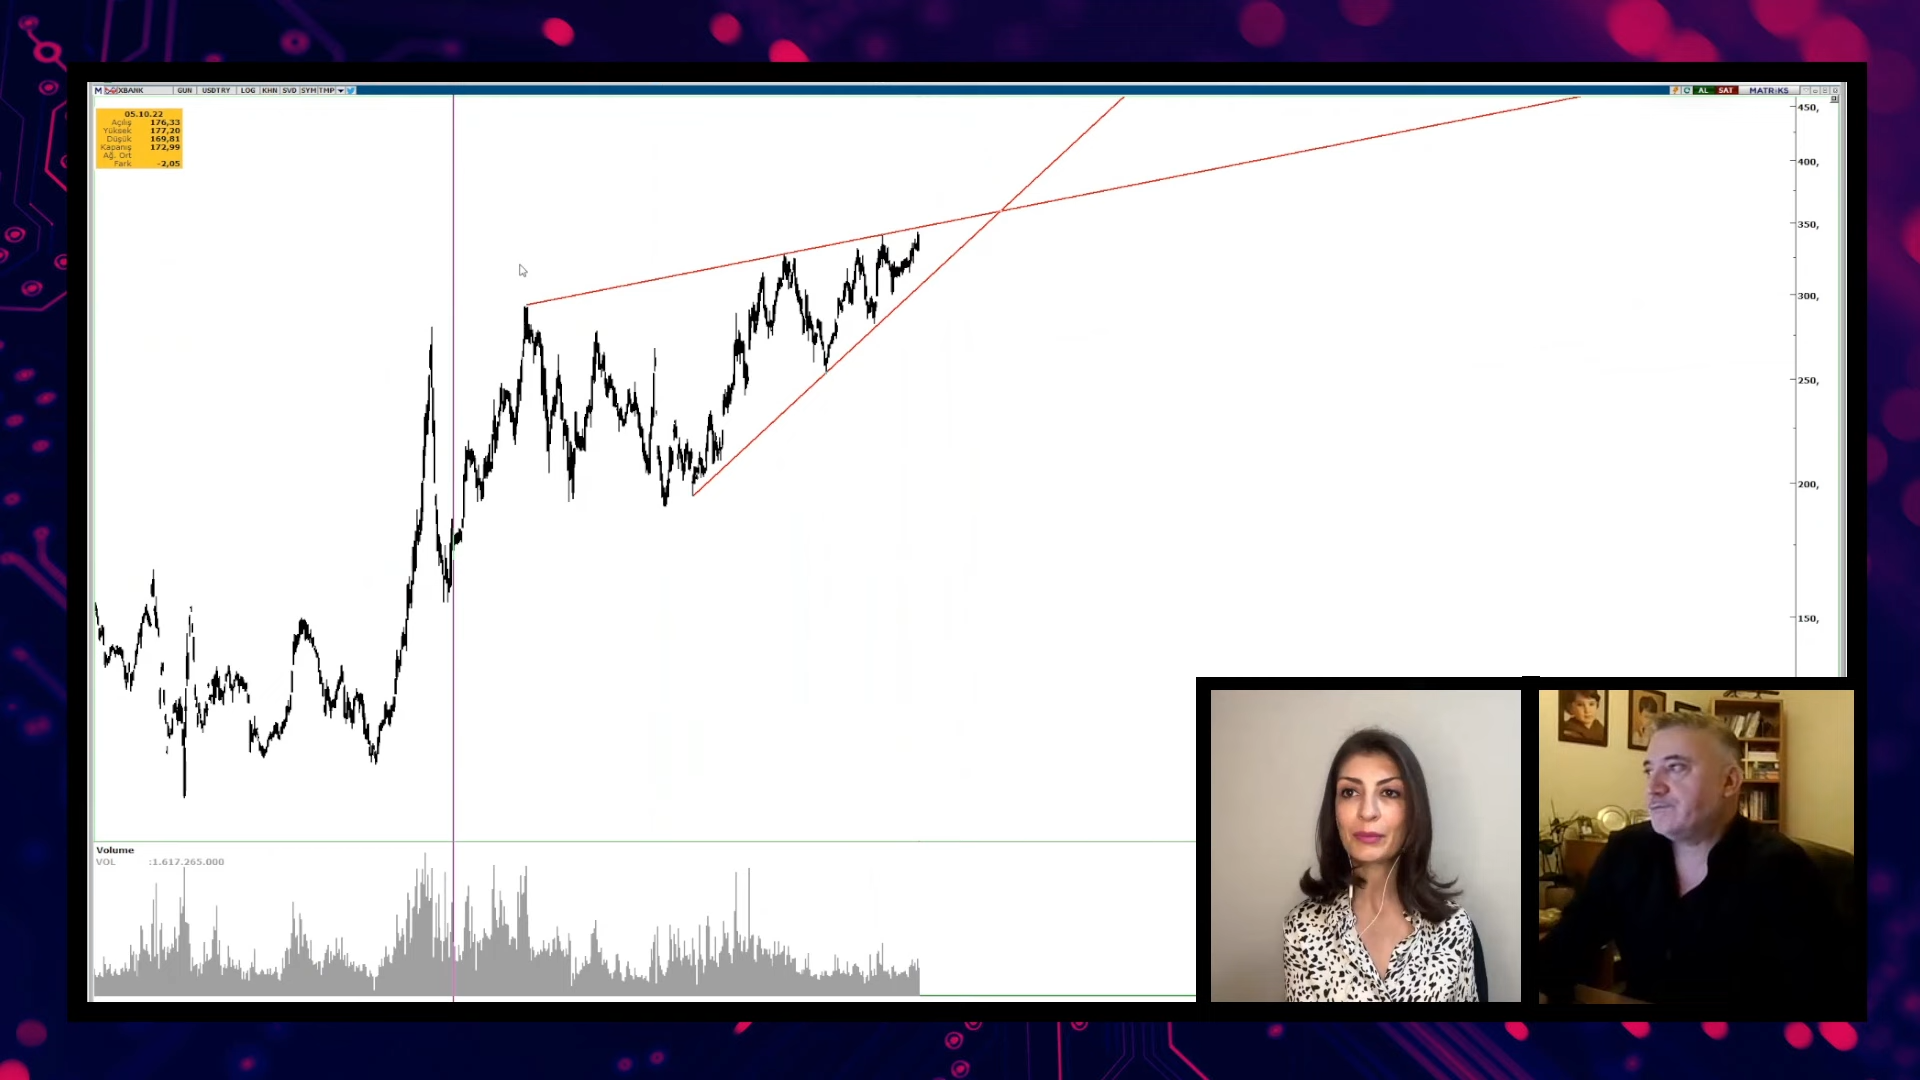 M XBANK GUN USDTRY LOG KHN SVD SYM TMP AL SAT MATRIKS
05.10.22
Açılış 176,33
Yüksek 177,20
Düşük 169,81
Kapanış 172,99
Ağ. Ort
Fark -2,05
450,
400,
350,
300,
250,
200,
150,
Volume
VOL :1.617.265.000